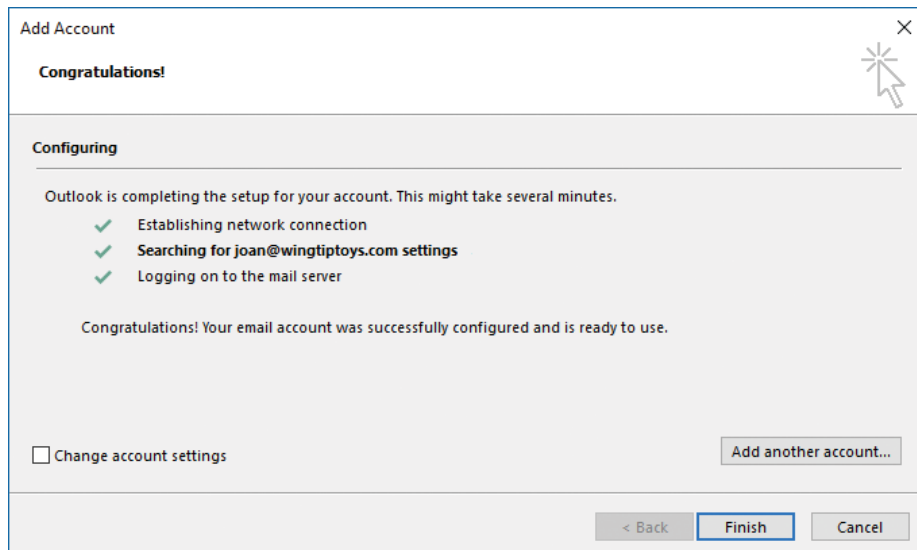 Add Account
Congratulations!
Configuring
Outlook is completing the setup for your account. This might take several minutes.
Establishing network connection
Searching for joan@wingtiptoys.com settings
Logging on to the mail server
Congratulations! Your email account was successfully configured and is ready to use.
Change account settings
Add another account...
< Back
Finish
Cancel